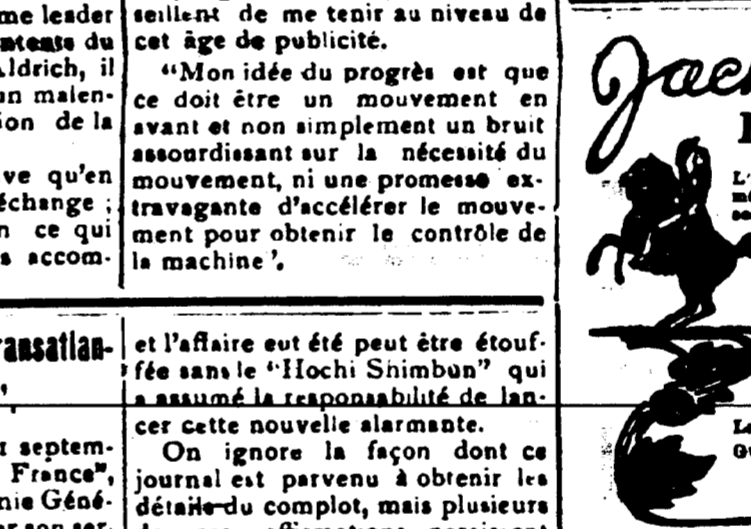 me leader
du
Aldrich, il
un malen-
ion de la
ve qu'en
échange ;
n ce qui
s accom-
ransatlan-
septem-
France",
nie Géné-
seillent de me tenir au niveau de
cet âge de publicité.
"Mon idée du progrès est que
ce doit être un mouvement en
avant et non simplement un bruit
assourdissant sur la nécessité du
mouvement, ni une promesse ex-
travagante d'accélérer le mouve-
ment pour obtenir le contrôle de
la machine'.
et l'affaire eut été peut être étouf-
fée sans le "Hochi Shimbun" qui
a assumé la responsabilité de lan-
cer cette nouvelle alarmante.
On ignore la façon dont ce
journal est parvenu à obtenir les
détails du complot, mais plusieurs
Jack
L'